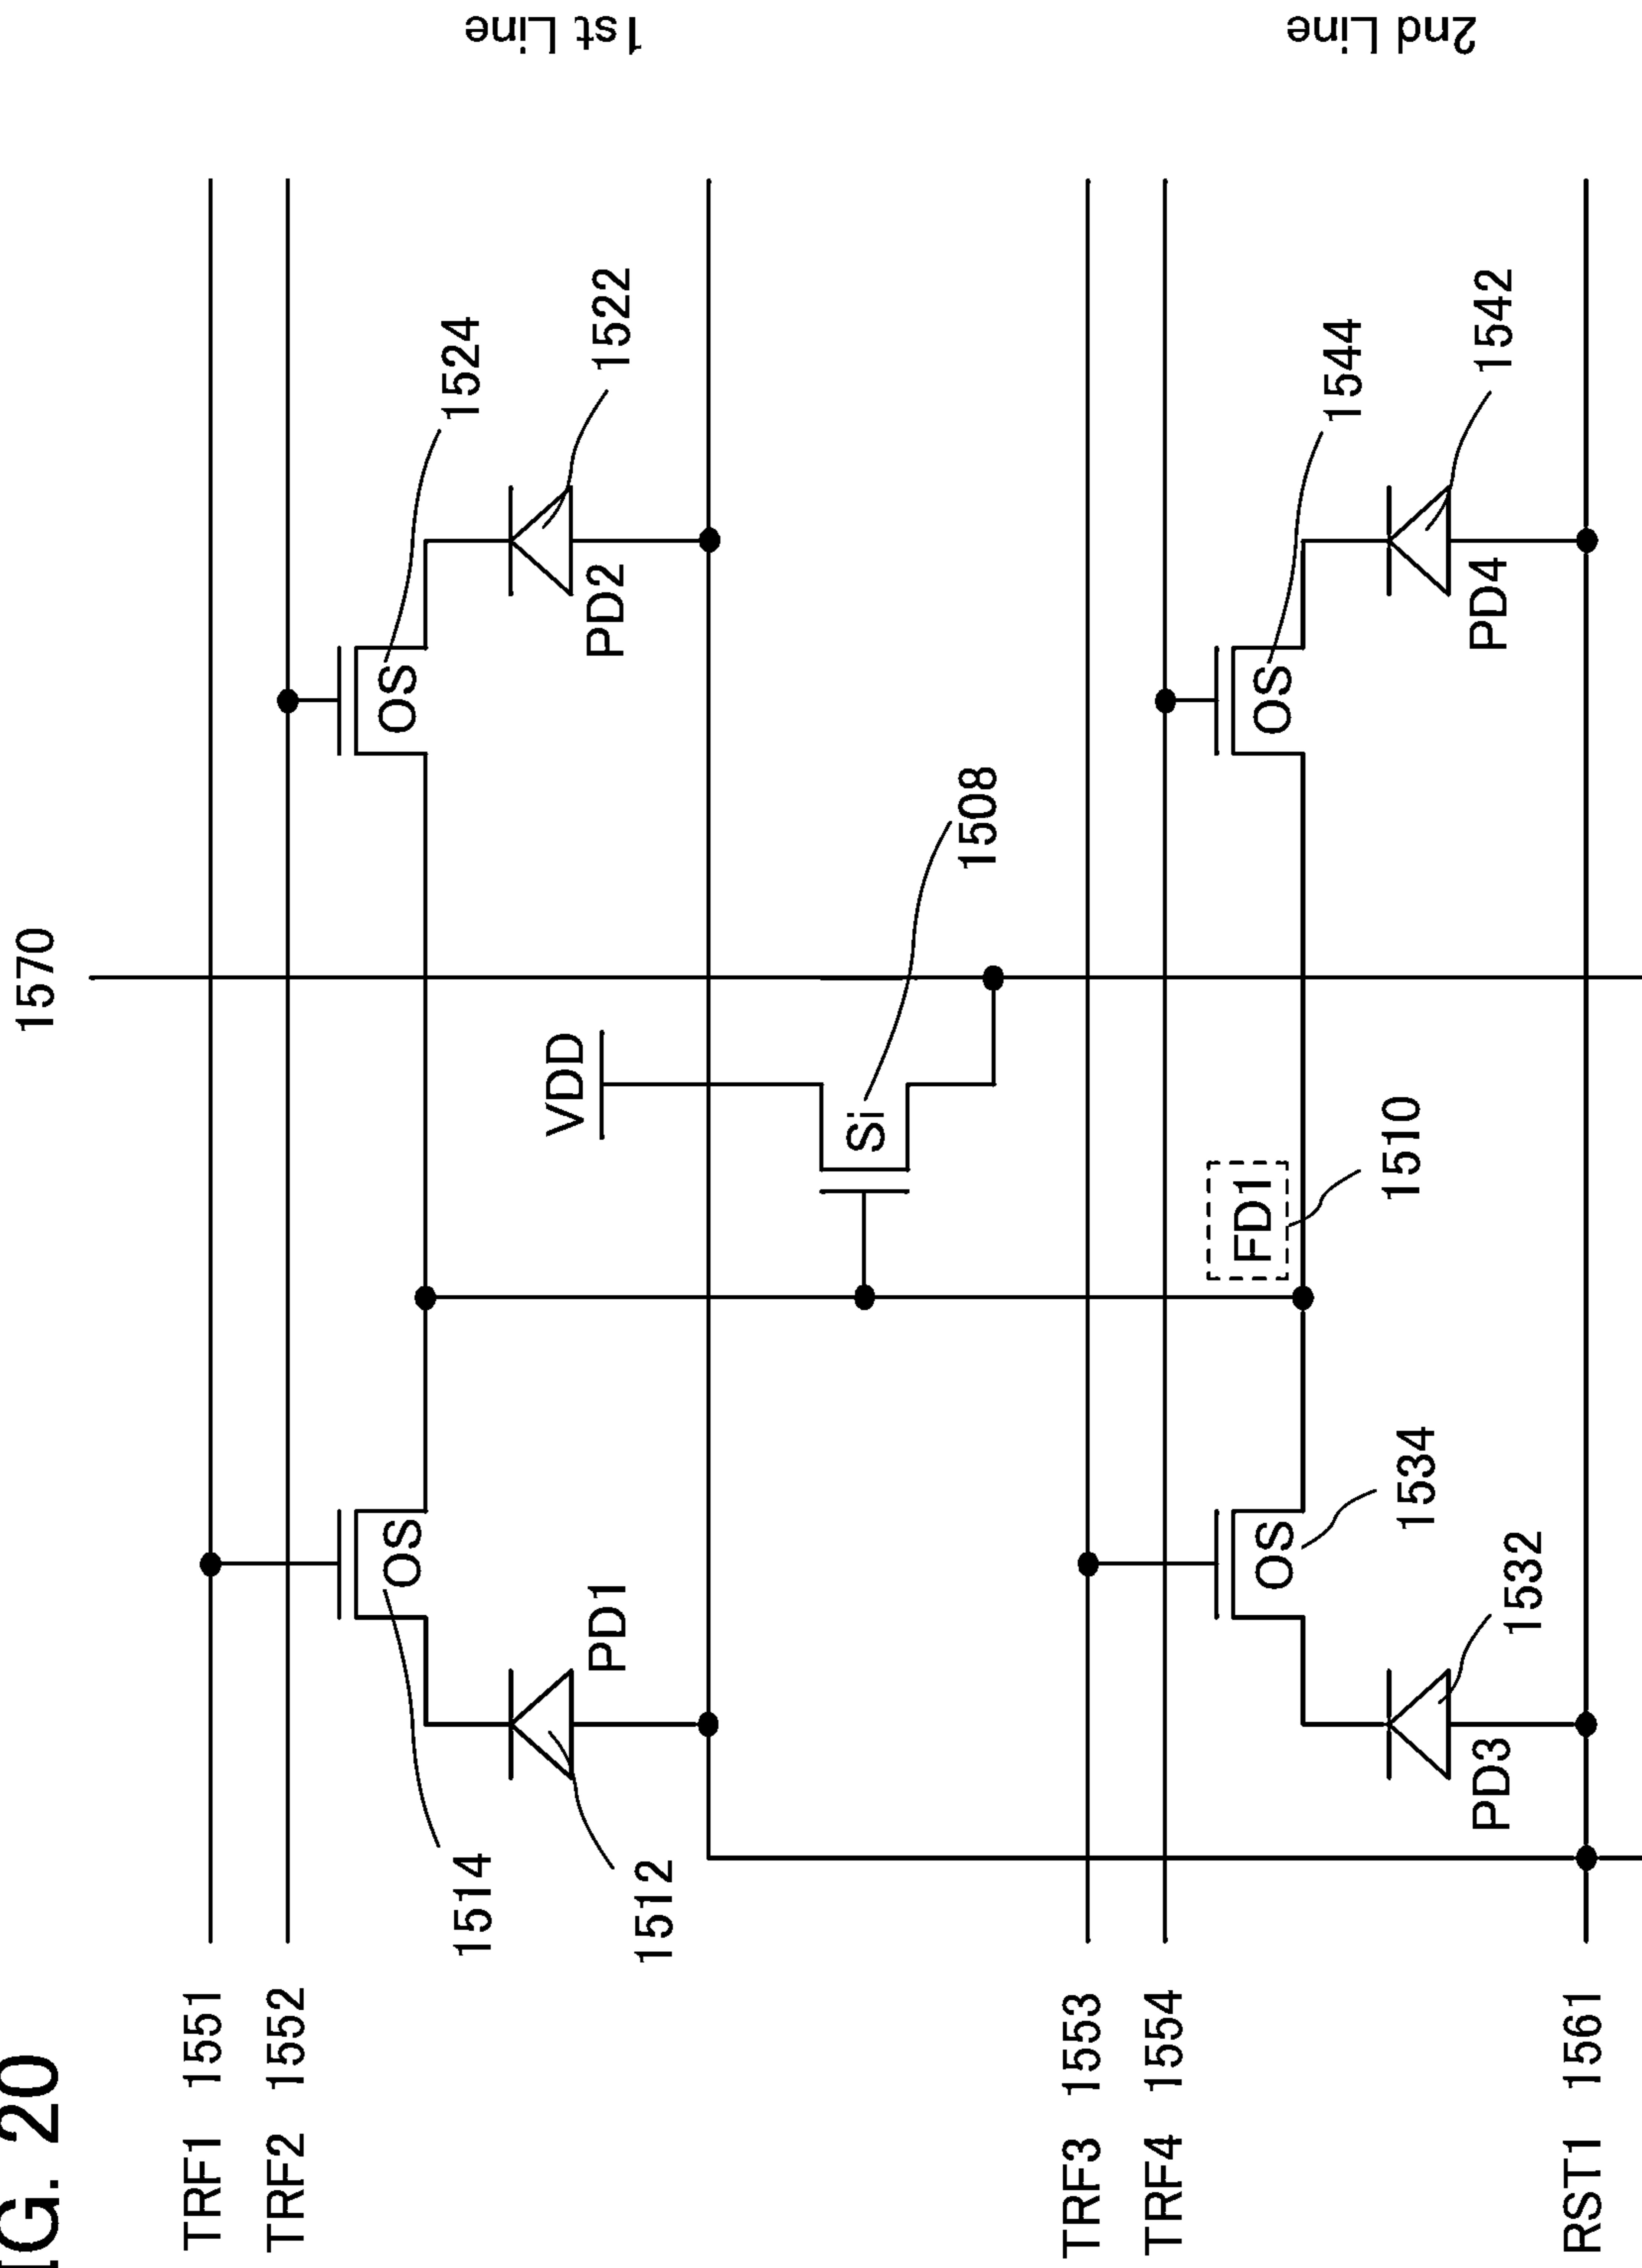 IG. 20
1570
TRF1 1551
TRF2 1552
1st Line
1514
OS
OS
1524
1512
PD1
PD2
1522
VDD
Si
1508
TRF3 1553
TRF4 1554
FD1
1510
OS
1534
OS
1544
PD3
1532
PD4
1542
2nd Line
RST1 1561